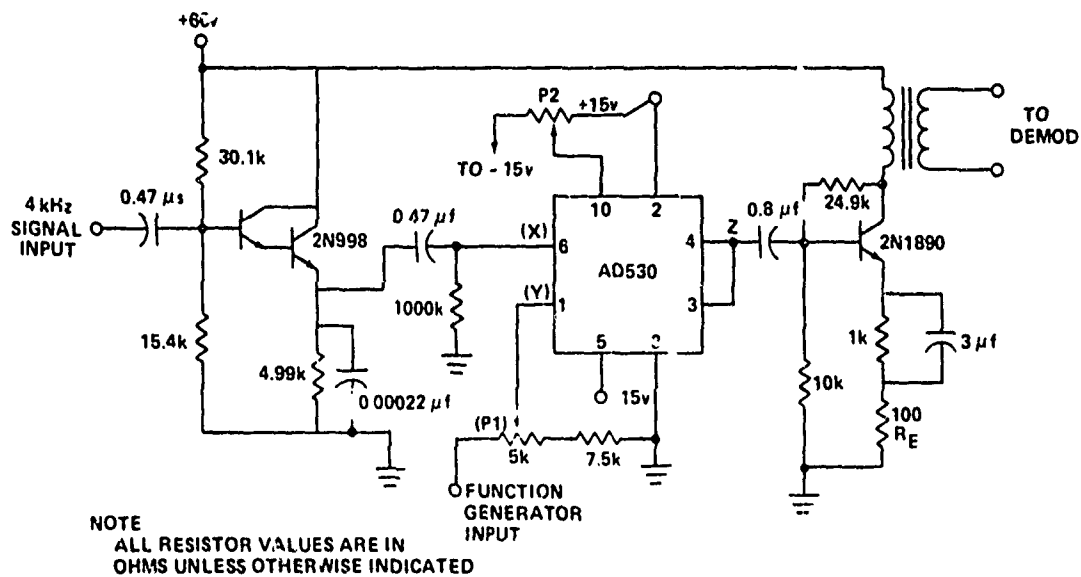 30.1k
0.47 μs
4 kHz
SIGNAL
INPUT
2N998
15.4k
4.99k
0 00022 μf
0 47 μf
1000k
P2
+15v
TO - 15v
10
2
(X)
6
4
Z
AD530
(Y)
1
3
5
15v
(P1)
5k
7.5k
FUNCTION
GENERATOR
INPUT
0.8 μf
24.9k
2N1890
1k
3 μf
10k
100
RE
TO
DEMOD
NOTE
ALL RESISTOR VALUES ARE IN
OHMS UNLESS OTHERWISE INDICATED